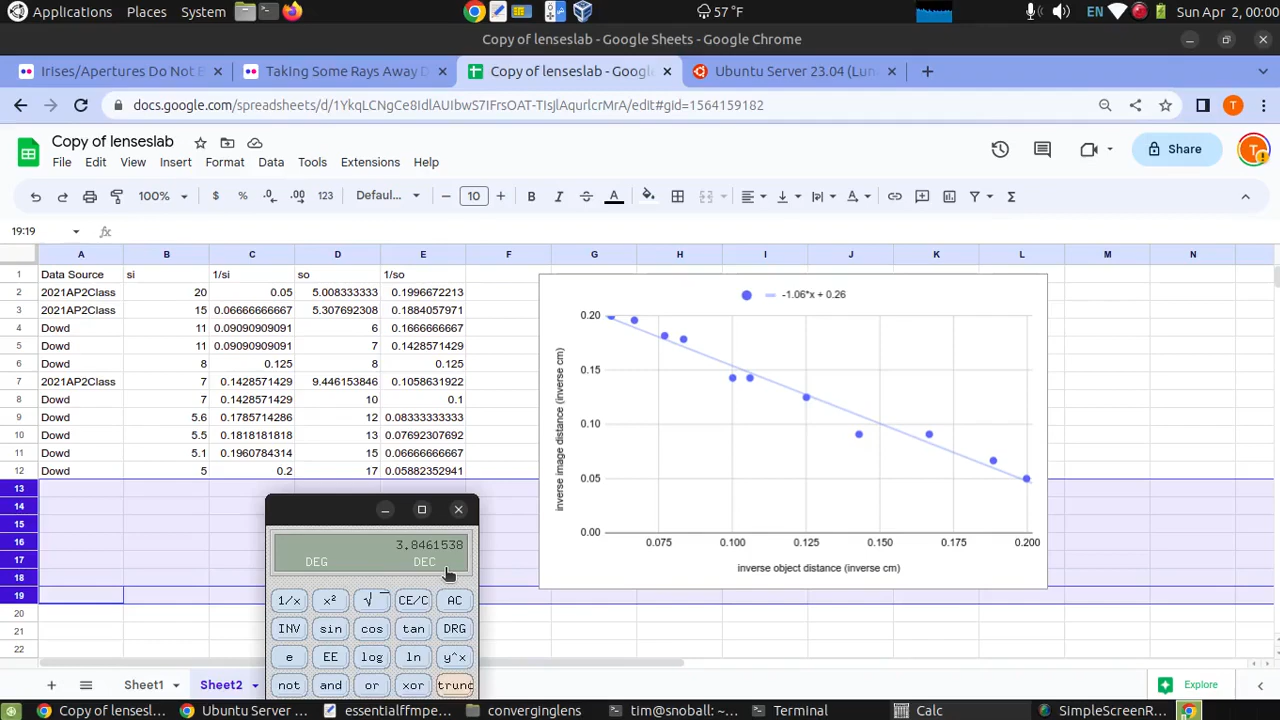 Applications Places System 57 °F EN Sun Apr 2, 00:00
Copy of lenseslab - Google Sheets - Google Chrome
Irises/Apertures Do Not B Taking Some Rays Away D Copy of lenseslab - Googl Ubuntu Server 23.04 (Lun
docs.google.com/spreadsheets/d/1YkqLCNgCe8IdlAUIbwS7IFrsOAT-TIsjlAqurlcrMrA/edit#gid=1564159182 T
Copy of lenseslab
File Edit View Insert Format Data Tools Extensions Help
Share
T
100% $ % .0 .00 123 Defaul... 10 B I A
19:19 fx
A B C D E F G H I J K L M N
1 Data Source si 1/si so 1/so
2 2021AP2Class 20 0.05 5.008333333 0.1996672213
3 2021AP2Class 15 0.06666666667 5.307692308 0.1884057971
4 Dowd 11 0.09090909091 6 0.1666666667
5 Dowd 11 0.09090909091 7 0.1428571429
6 Dowd 8 0.125 8 0.125
7 2021AP2Class 7 0.1428571429 9.446153846 0.1058631922
8 Dowd 7 0.1428571429 10 0.1
9 Dowd 5.6 0.1785714286 12 0.08333333333
10 Dowd 5.5 0.1818181818 13 0.07692307692
11 Dowd 5.1 0.1960784314 15 0.06666666667
12 Dowd 5 0.2 17 0.05882352941
13
14
15
16
17
18
19
20
21
22
-1.06*x + 0.26
0.20
0.15
0.10
0.05
0.00
inverse image distance (inverse cm)
0.075 0.100 0.125 0.150 0.175 0.200
inverse object distance (inverse cm)
3.8461538
DEG DEC
1/x x² √ CE/C AC
INV sin cos tan DRG
e EE log ln y^x
not and or xor trunc
Sheet1 Sheet2 Explore
Copy of lenseslab - G... Ubuntu Server ... essentialffmpe... converginglens tim@snoball: ~... Terminal Calc SimpleScreenR...